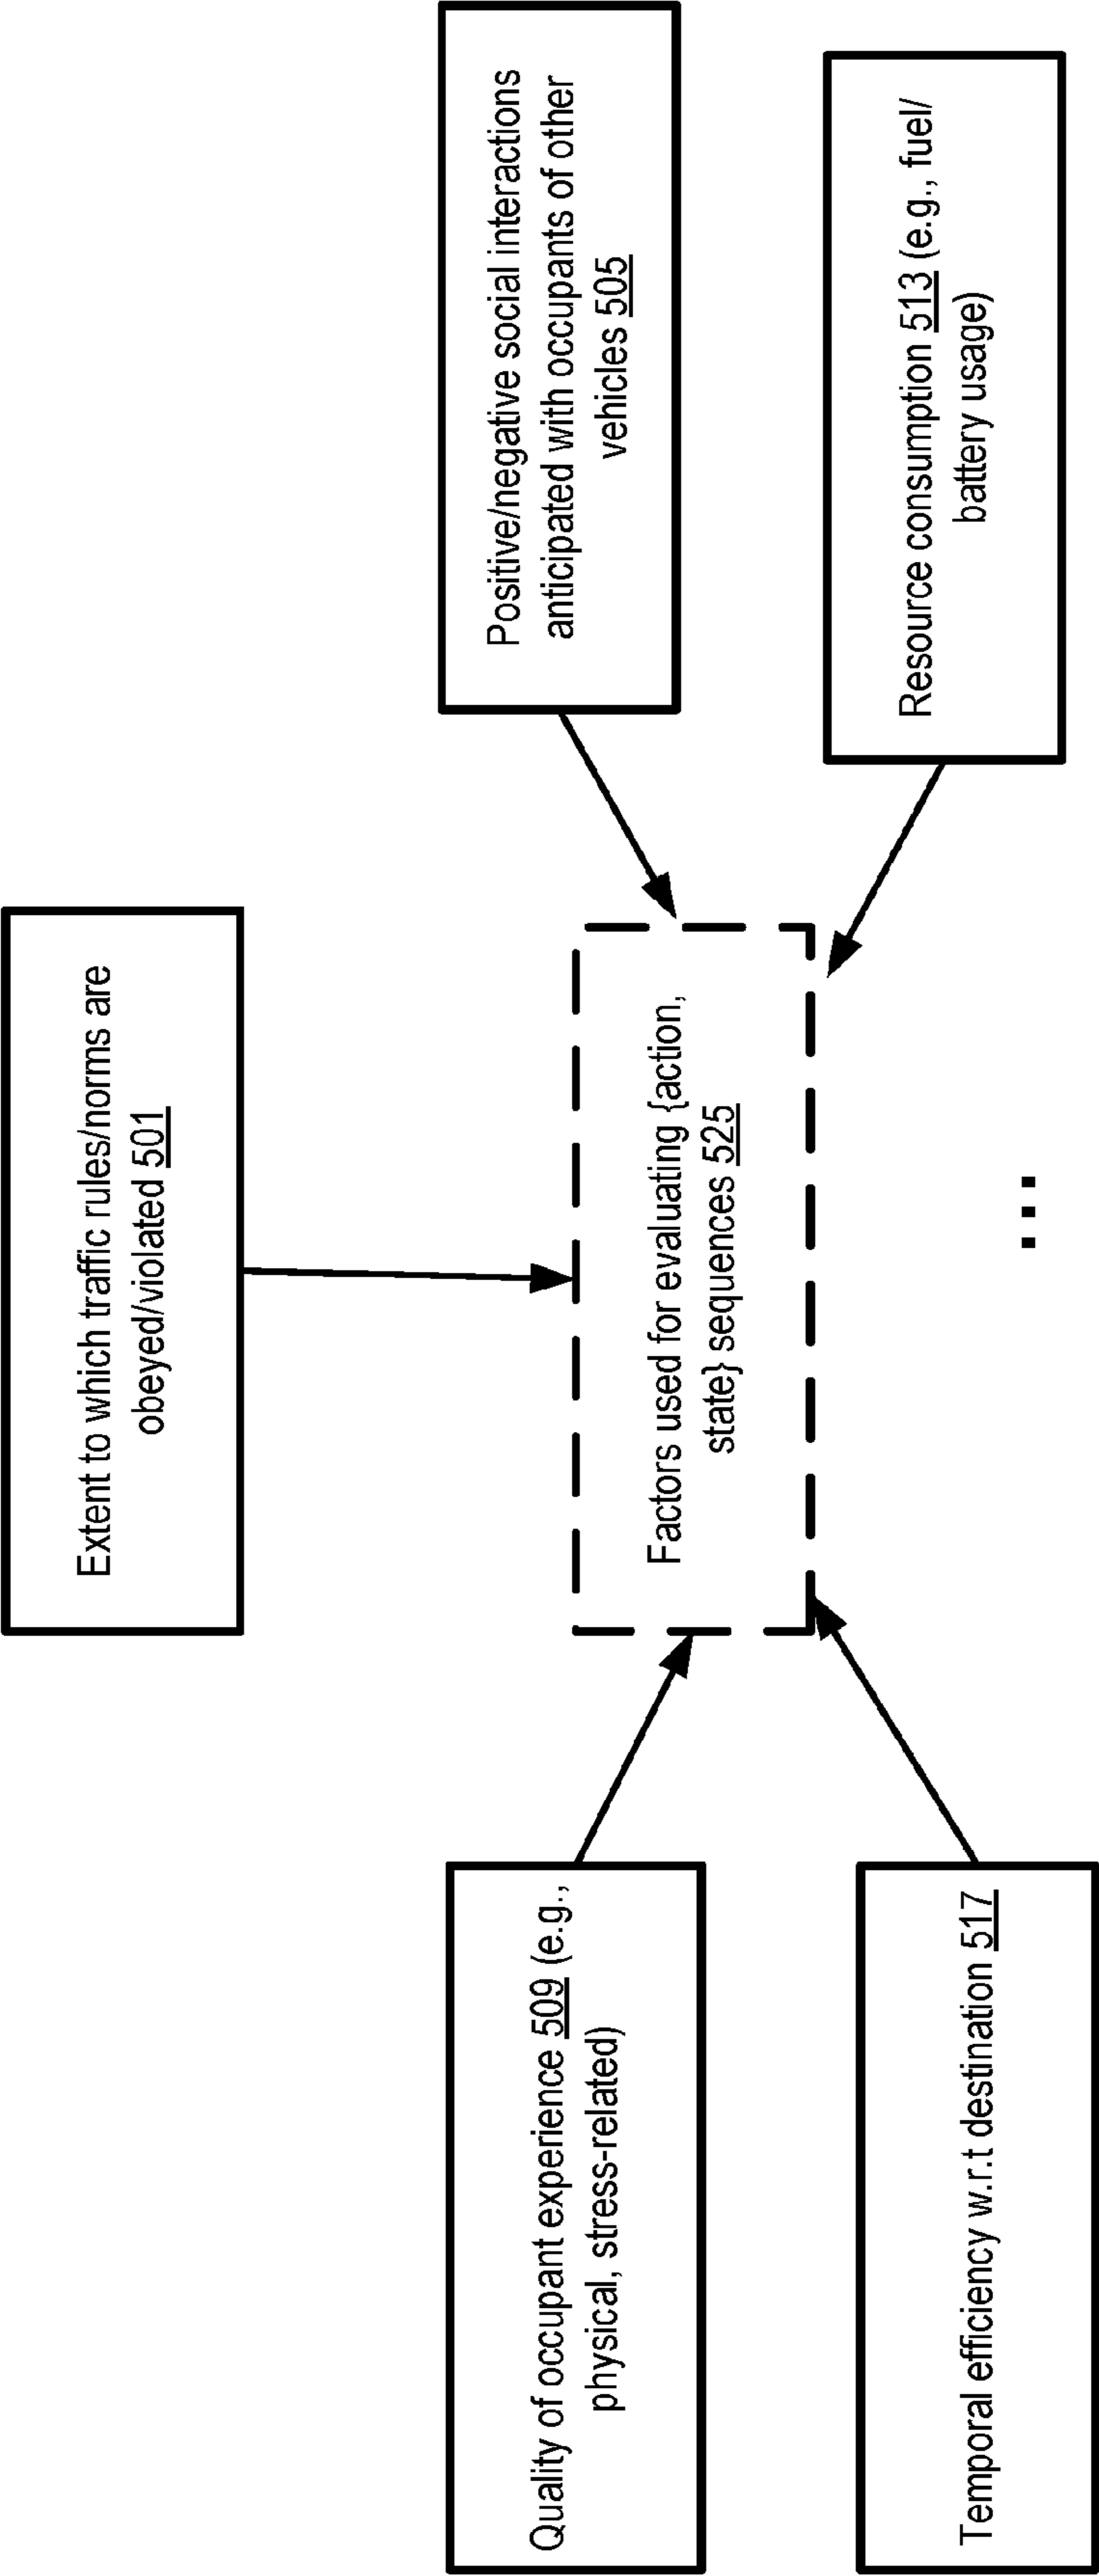 Extent to which traffic rules/norms are
obeyed/violated 501
Quality of occupant experience 509 (e.g.,
physical, stress-related)
Positive/negative social interactions
anticipated with occupants of other
vehicles 505
Factors used for evaluating {action,
state} sequences 525
Temporal efficiency w.r.t destination 517
Resource consumption 513 (e.g., fuel/
battery usage)
...